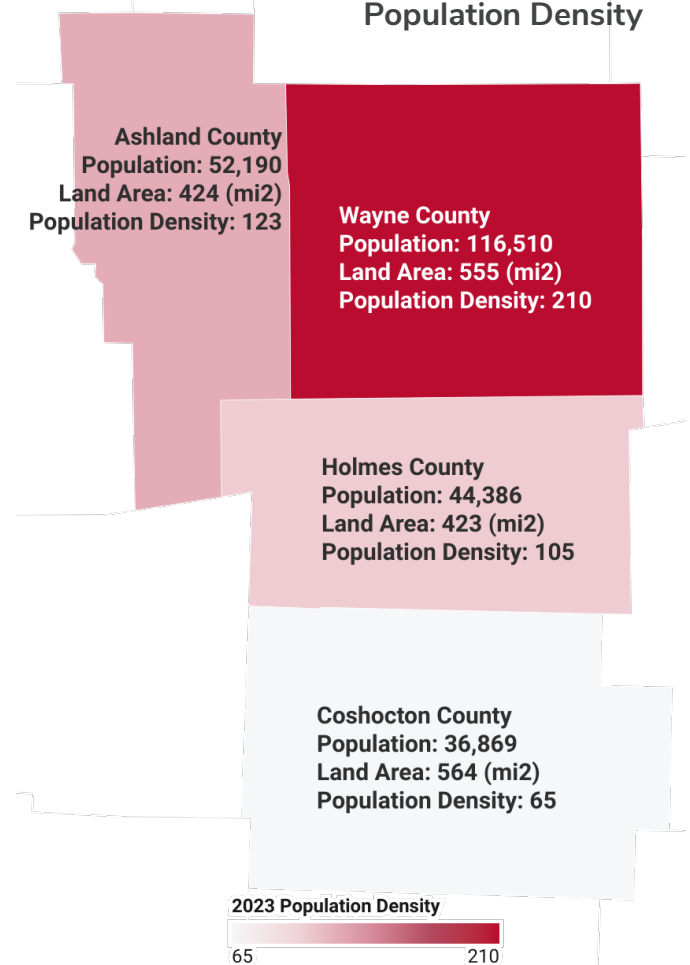 Population Density
Ashland County
Population: 52,190
Land Area: 424 (mi2)
Population Density: 123
Wayne County
Population: 116,510
Land Area: 555 (mi2)
Population Density: 210
Holmes County
Population: 44,386
Land Area: 423 (mi2)
Population Density: 105
Coshocton County
Population: 36,869
Land Area: 564 (mi2)
Population Density: 65
2023 Population Density
65 210